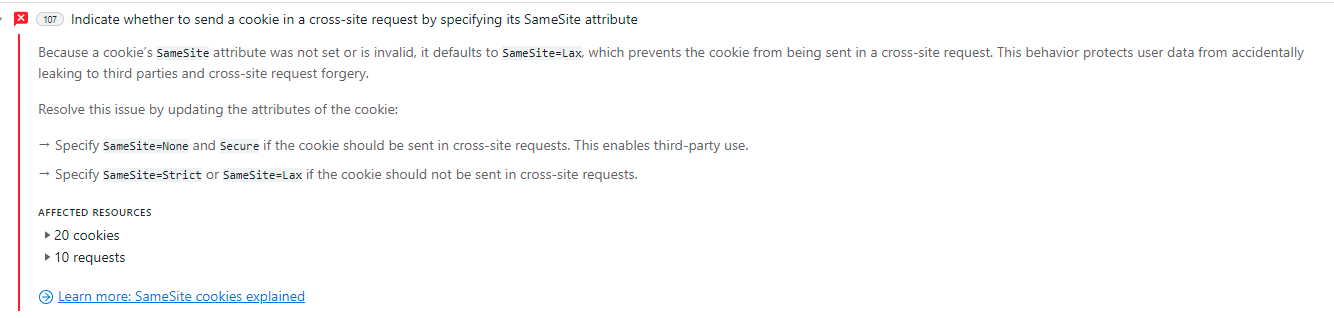 107 Indicate whether to send a cookie in a cross-site request by specifying its SameSite attribute
Because a cookie's SameSite attribute was not set or is invalid, it defaults to SameSite=Lax, which prevents the cookie from being sent in a cross-site request. This behavior protects user data from accidentally
leaking to third parties and cross-site request forgery.
Resolve this issue by updating the attributes of the cookie:
→ Specify SameSite=None and Secure if the cookie should be sent in cross-site requests. This enables third-party use.
→ Specify SameSite=Strict or SameSite=Lax if the cookie should not be sent in cross-site requests.
AFFECTED RESOURCES
20 cookies
10 requests
Learn more: SameSite cookies explained